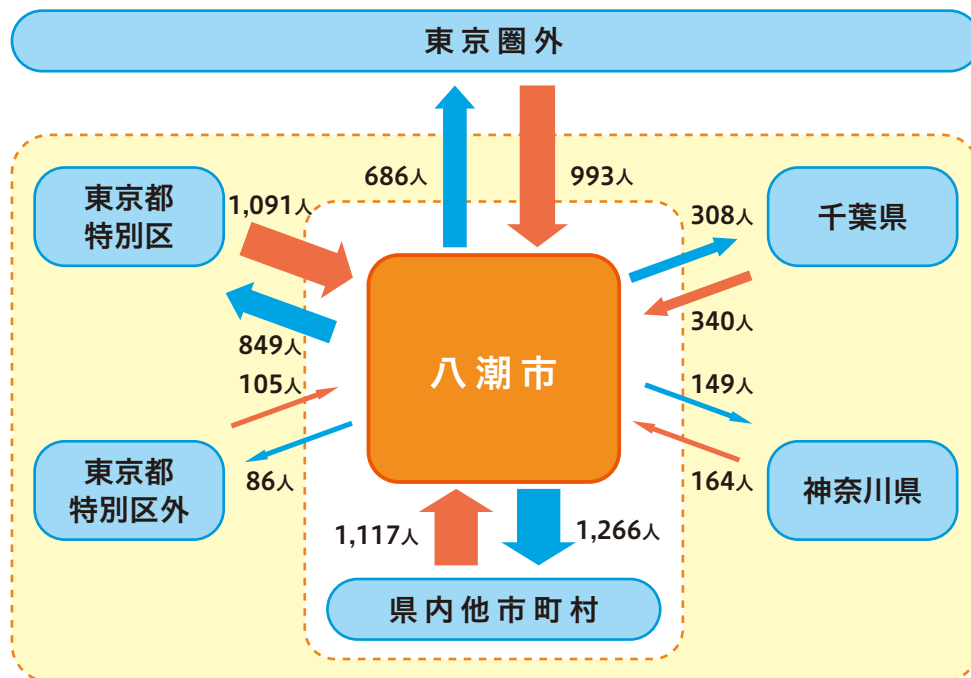 東京圏外
686人
993人
東京都
特別区
1,091人
308人
千葉県
849人
340人
八潮市
105人
149人
東京都
特別区外
86人
164人
神奈川県
1,117人
1,266人
県内他市町村